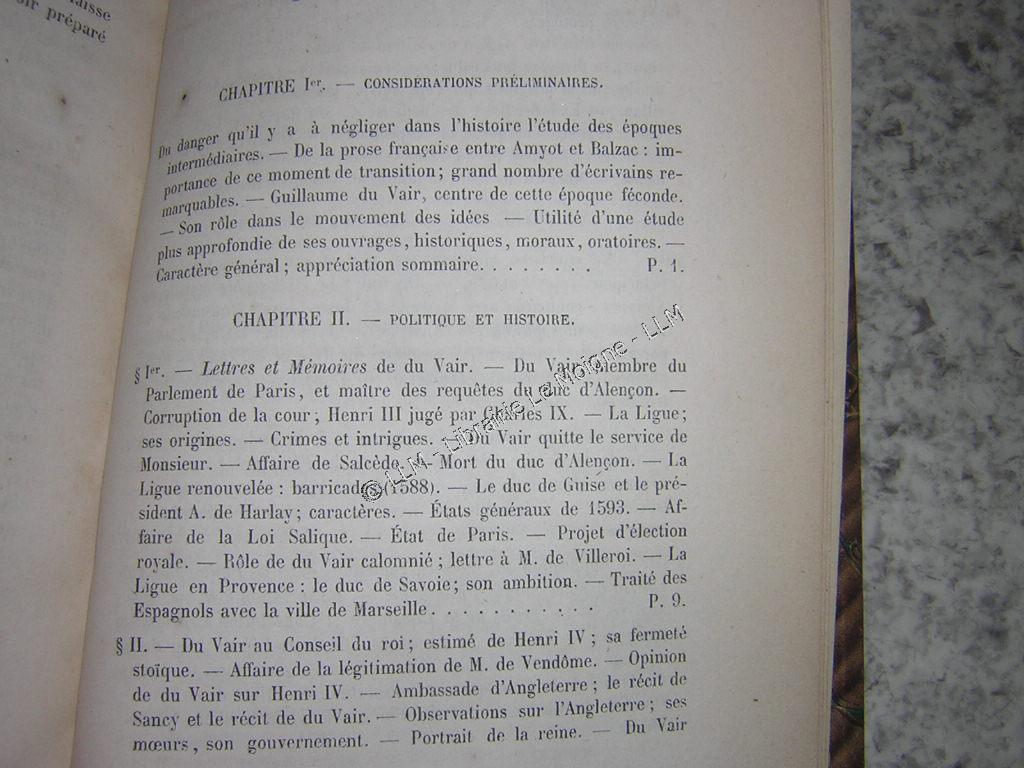 aisse
oir préparé
CHAPITRE Ier. — CONSIDERATIONS PRÉLIMINAIRES.
Du danger qu'il y a à négliger dans l'histoire l'étude des époques
intermédiaires. — De la prose française entre Amyot et Balzac : im-
portance de ce moment de transition ; grand nombre d'écrivains re-
marquables. — Guillaume du Vair, centre de cette époque féconde.
— Son rôle dans le mouvement des idées — Utilité d'une étude
plus approfondie de ses ouvrages, historiques, moraux, oratoires. —
Caractère général ; appréciation sommaire. . . . . . . . P. 1.
CHAPITRE II. — POLITIQUE ET HISTOIRE.
§ Ier. — Lettres et Mémoires de du Vair. — Du Vair membre du
Parlement de Paris, et maître des requêtes du duc d'Alençon. —
Corruption de la cour ; Henri III jugé par Charles IX. — La Ligue ;
ses origines. — Crimes et intrigues. — Du Vair quitte le service de
Monsieur. — Affaire de Salcède. — Mort du duc d'Alençon. — La
Ligue renouvelée : barricades (1588). — Le duc de Guise et le pré-
sident A. de Harlay ; caractères. — États généraux de 1593. — Af-
faire de la Loi Salique. — État de Paris. — Projet d'élection
royale. — Rôle de du Vair calomnié ; lettre à M. de Villeroi. — La
Ligue en Provence : le duc de Savoie ; son ambition. — Traité des
Espagnols avec la ville de Marseille . . . . . . . . . . P. 9.
§ II. — Du Vair au Conseil du roi ; estimé de Henri IV ; sa fermeté
stoïque. — Affaire de la légitimation de M. de Vendôme. — Opinion
de du Vair sur Henri IV. — Ambassade d'Angleterre ; le récit de
Sancy et le récit de du Vair. — Observations sur l'Angleterre ; ses
mœurs, son gouvernement. — Portrait de la reine. — Du Vair
© LLM - Librairie Le Moigne - LLM